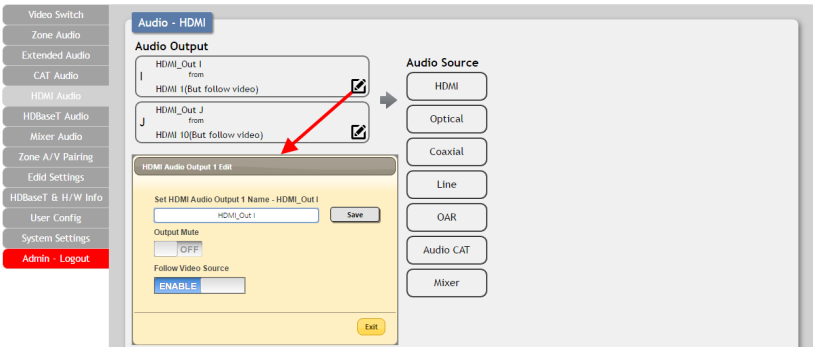 Video Switch
Zone Audio
Extended Audio
CAT Audio
HDMI Audio
HDBaseT Audio
Mixer Audio
Zone A/V Pairing
Edid Settings
HDBaseT & H/W Info
User Config
System Settings
Admin - Logout
Audio - HDMI
Audio Output
HDMI_Out I
I
from
HDMI 1(But follow video)
HDMI_Out J
J
from
HDMI 10(But follow video)
Audio Source
HDMI
Optical
Coaxial
Line
OAR
Audio CAT
Mixer
HDMI Audio Output 1 Edit
Set HDMI Audio Output 1 Name - HDMI_Out I
HDMI_Out I
Save
Output Mute
OFF
Follow Video Source
ENABLE
Exit